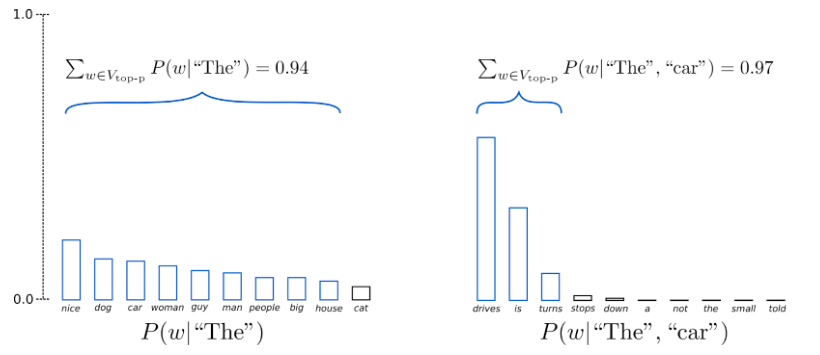 1.0
∑w∈Vtop-p P(w|“The”) = 0.94
∑w∈Vtop-p P(w|“The”, “car”) = 0.97
0.0
nice dog car woman guy man people big house cat
drives is turns stops down a not the small told
P(w|“The”)
P(w|“The”, “car”)